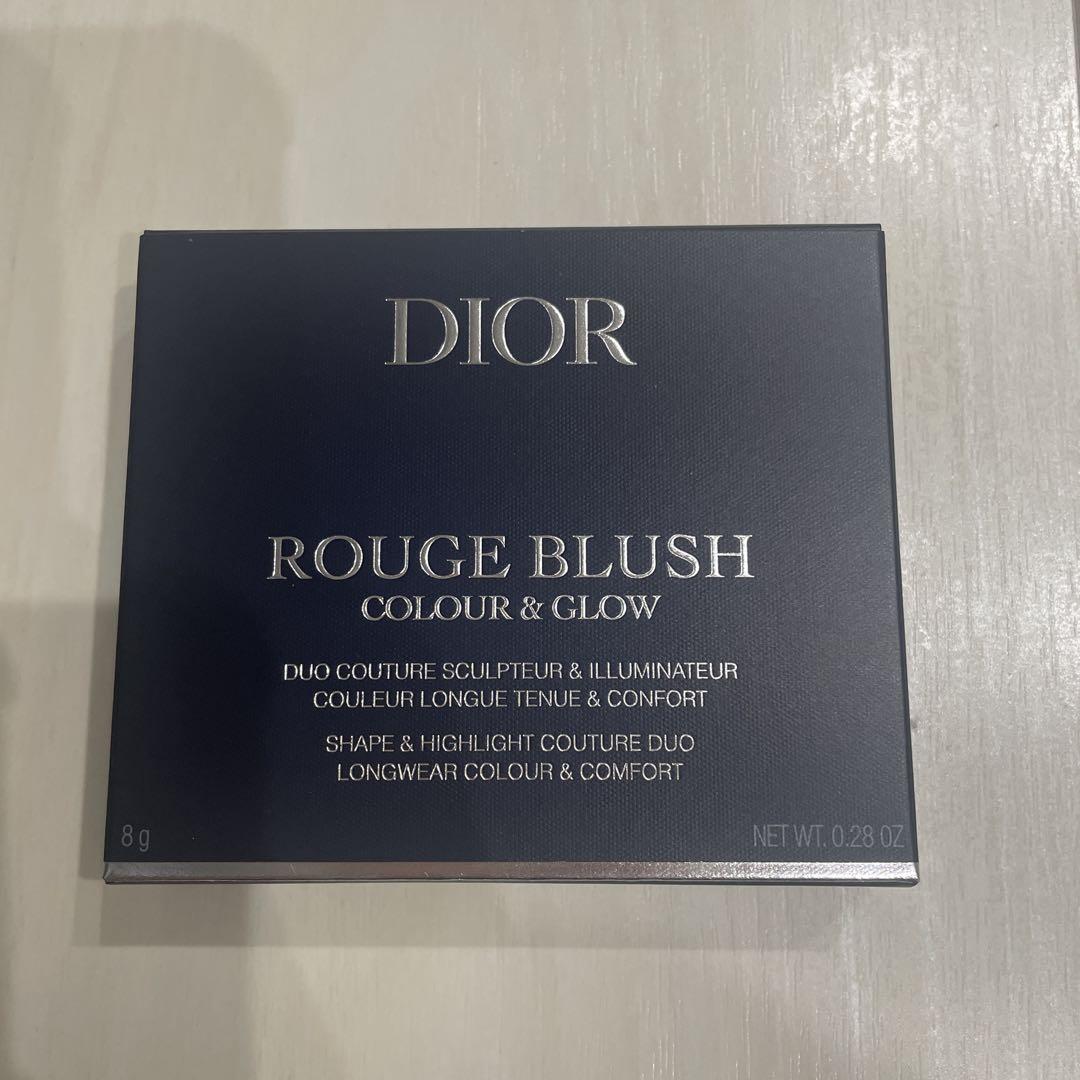 DIOR
ROUGE BLUSH
COLOUR & GLOW
DUO COUTURE SCULPTEUR & ILLUMINATEUR
COULEUR LONGUE TENUE & CONFORT
SHAPE & HIGHLIGHT COUTURE DUO
LONGWEAR COLOUR & COMFORT
8 g NET WT. 0.28 OZ